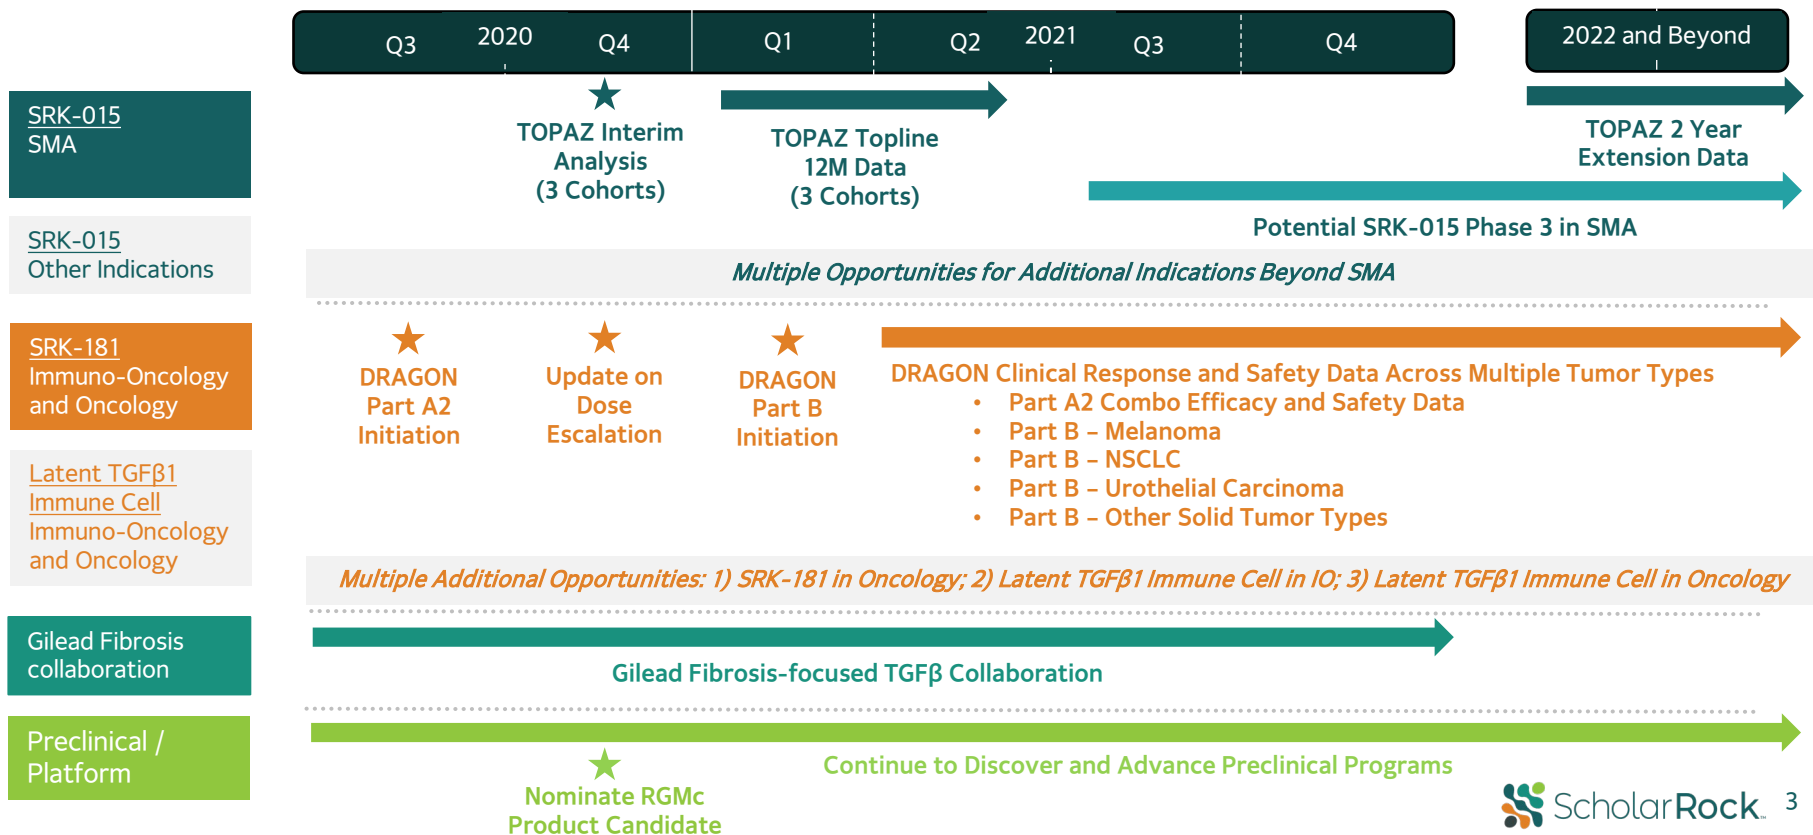 2020
2021
Q3
Q4
Q1
Q2
Q3
Q4
2022 and Beyond
SRK-015
SMA
TOPAZ Interim
Analysis
(3 Cohorts)
TOPAZ Topline
12M Data
(3 Cohorts)
TOPAZ 2 Year
Extension Data
Potential SRK-015 Phase 3 in SMA
SRK-015
Other Indications
Multiple Opportunities for Additional Indications Beyond SMA
SRK-181
Immuno-Oncology
and Oncology
DRAGON
Part A2
Initiation
Update on
Dose
Escalation
DRAGON
Part B
Initiation
DRAGON Clinical Response and Safety Data Across Multiple Tumor Types
• Part A2 Combo Efficacy and Safety Data
• Part B – Melanoma
• Part B – NSCLC
• Part B – Urothelial Carcinoma
• Part B – Other Solid Tumor Types
Latent TGFβ1
Immune Cell
Immuno-Oncology
and Oncology
Multiple Additional Opportunities: 1) SRK-181 in Oncology; 2) Latent TGFβ1 Immune Cell in IO; 3) Latent TGFβ1 Immune Cell in Oncology
Gilead Fibrosis
collaboration
Gilead Fibrosis-focused TGFβ Collaboration
Preclinical /
Platform
Nominate RGMc
Product Candidate
Continue to Discover and Advance Preclinical Programs
ScholarRock™
3